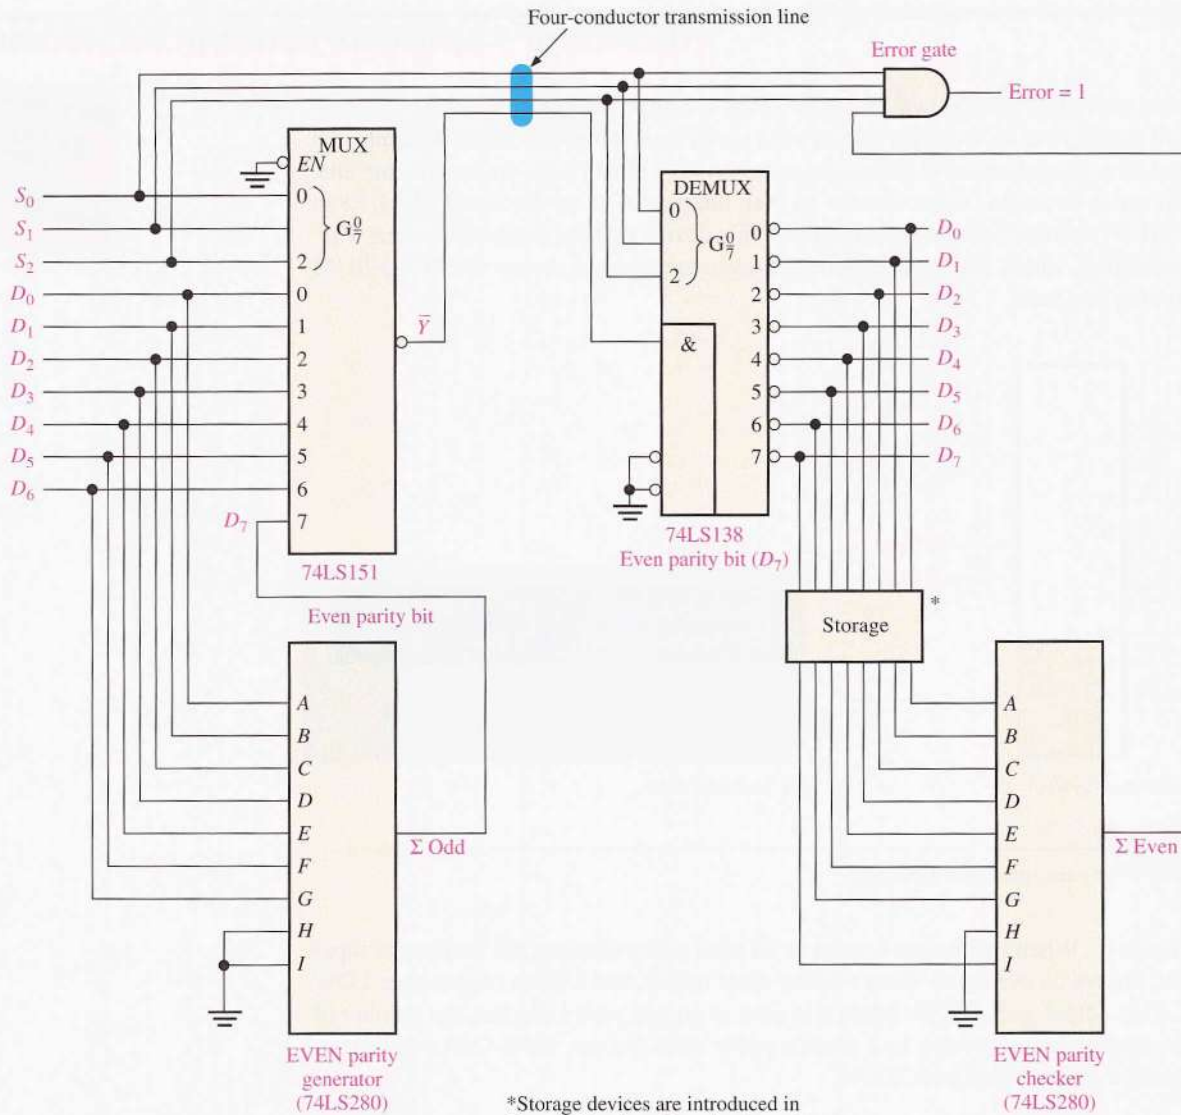 Four-conductor transmission line
Error gate
Error = 1
MUX
EN
S0
S1
S2
D0
D1
D2
D3
D4
D5
D6
D7
0
2
G 0/7
0
1
2
3
4
5
6
7
Y̅
74LS151
DEMUX
0
2
G 0/7
&
0
1
2
3
4
5
6
7
D0
D1
D2
D3
D4
D5
D6
D7
74LS138
Even parity bit (D7)
Even parity bit
Storage
*
A
B
C
D
E
F
G
H
I
Σ Odd
EVEN parity
generator
(74LS280)
A
B
C
D
E
F
G
H
I
Σ Even
EVEN parity
checker
(74LS280)
*Storage devices are introduced in